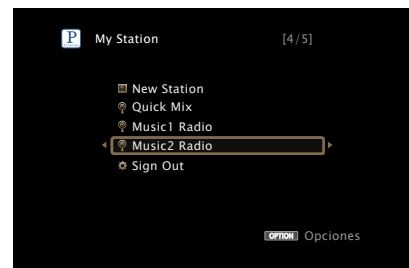 P My Station [4/5]
New Station
Quick Mix
Music1 Radio
Music2 Radio
Sign Out
OPTION Opciones